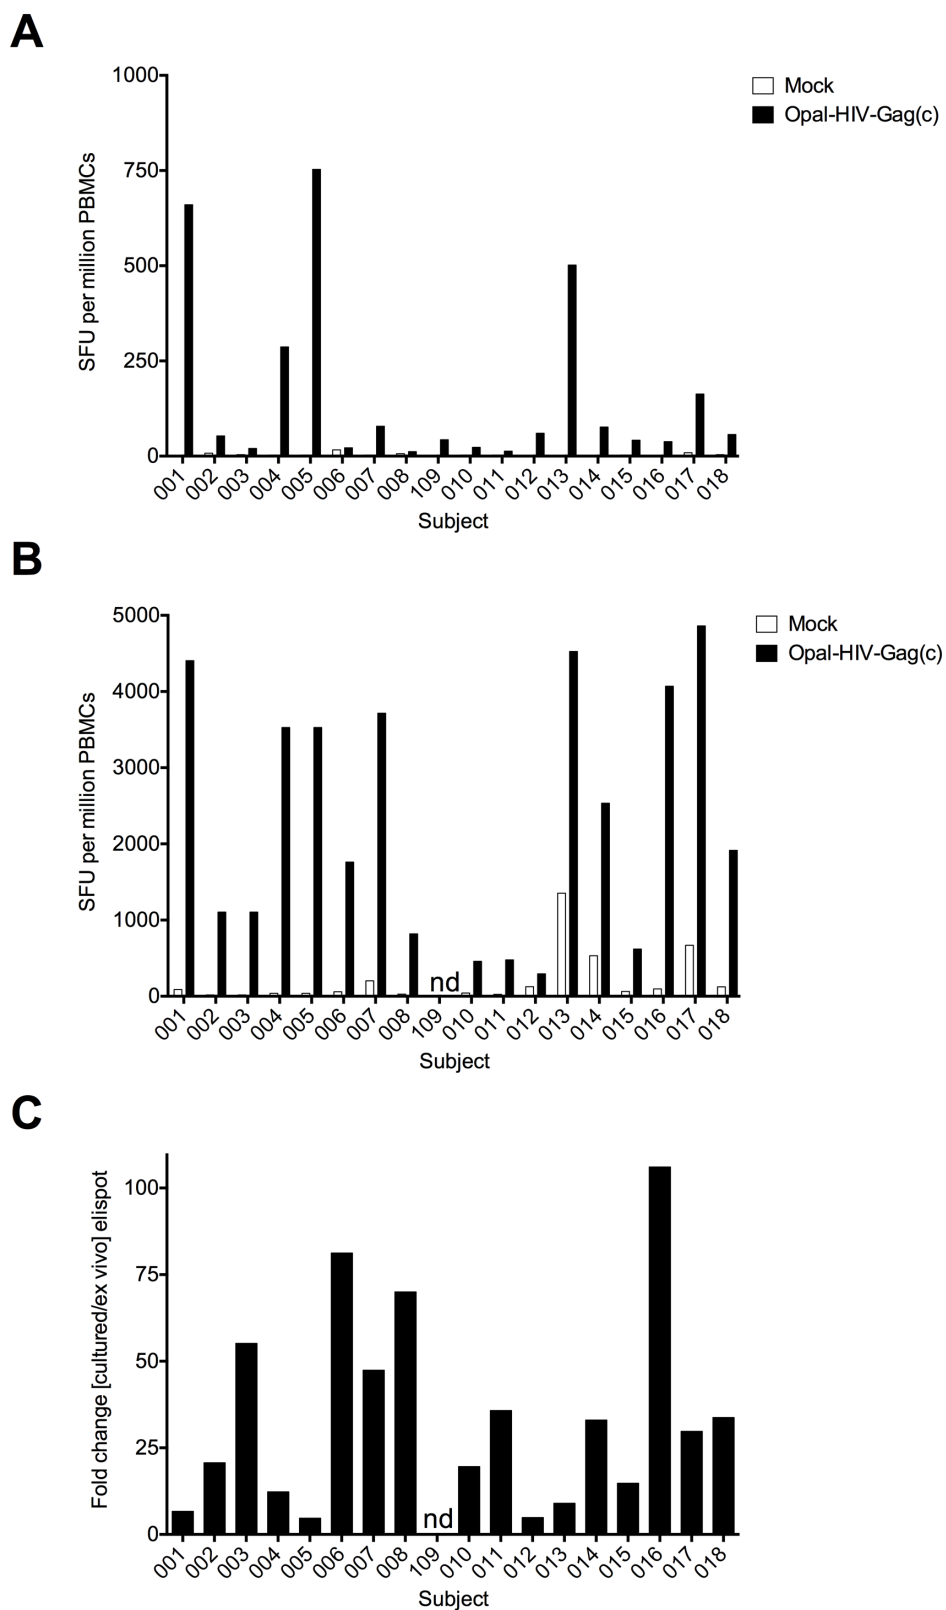 A
1000
750
500
250
0
SFU per million PBMCs
Mock
Opal-HIV-Gag(c)
001 002 003 004 005 006 007 008 109 010 011 012 013 014 015 016 017 018
Subject
B
5000
4000
3000
2000
1000
0
SFU per million PBMCs
Mock
Opal-HIV-Gag(c)
nd
001 002 003 004 005 006 007 008 109 010 011 012 013 014 015 016 017 018
Subject
C
100
75
50
25
0
Fold change [cultured/ex vivo] elispot
nd
001 002 003 004 005 006 007 008 109 010 011 012 013 014 015 016 017 018
Subject